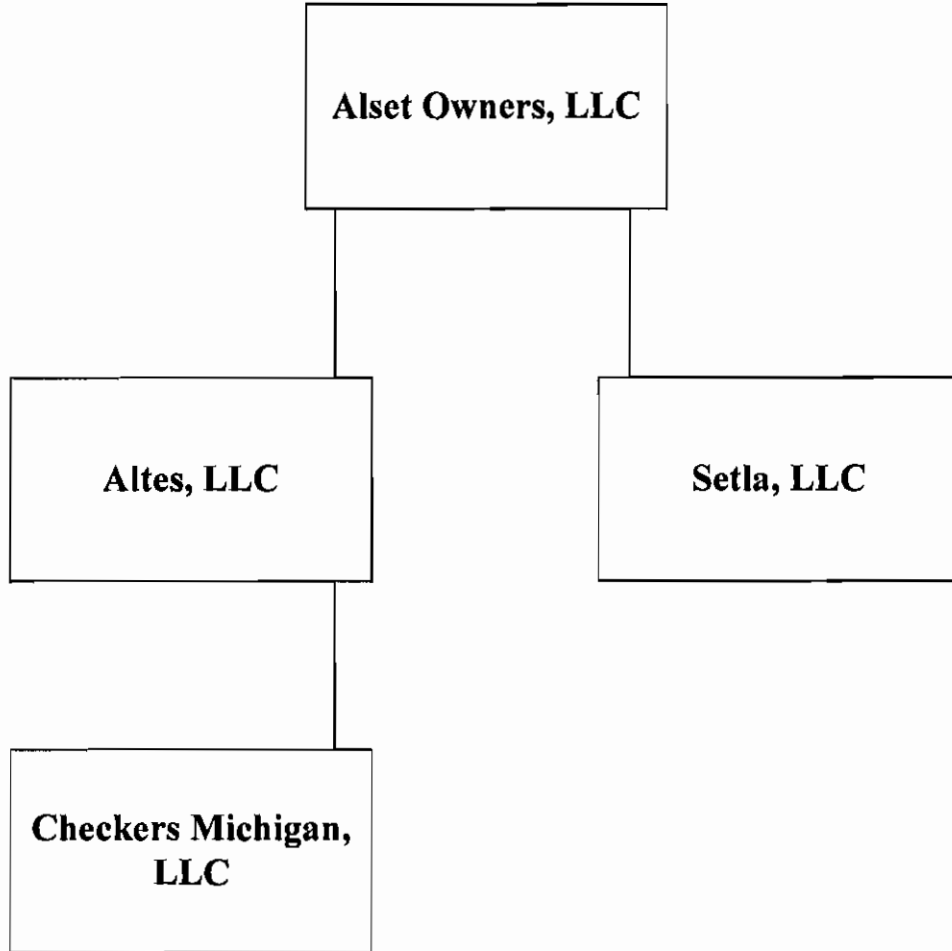 Alset Owners, LLC
Altes, LLC
Setla, LLC
Checkers Michigan,
LLC